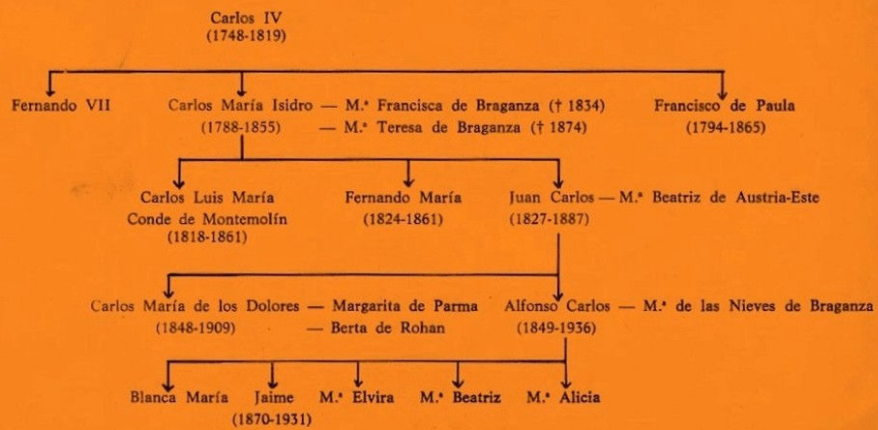 Carlos IV
(1748-1819)
Fernando VII
Carlos María Isidro — M.ª Francisca de Braganza († 1834)
(1788-1855) — M.ª Teresa de Braganza († 1874)
Francisco de Paula
(1794-1865)
Carlos Luis María
Conde de Montemolín
(1818-1861)
Fernando María
(1824-1861)
Juan Carlos — M.ª Beatriz de Austria-Este
(1827-1887)
Carlos María de los Dolores — Margarita de Parma
(1848-1909) — Berta de Rohan
Alfonso Carlos — M.ª de las Nieves de Braganza
(1849-1936)
Blanca María
Jaime
(1870-1931)
M.ª Elvira
M.ª Beatriz
M.ª Alicia